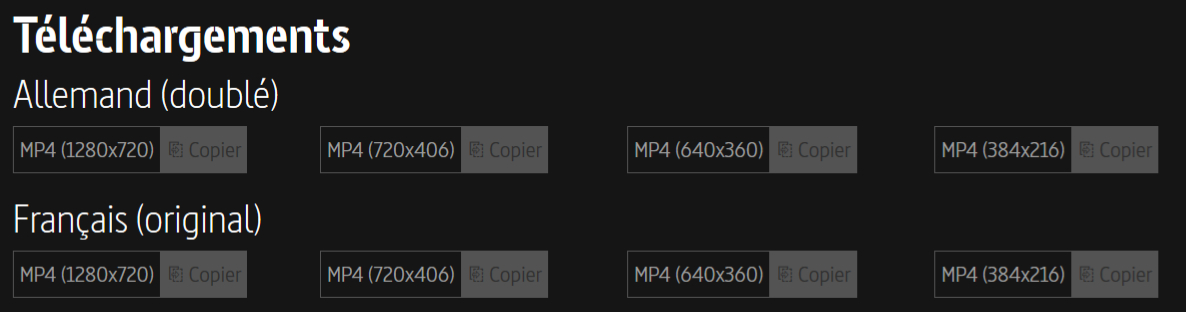 Téléchargements
Allemand (doublé)
MP4 (1280x720) Copier MP4 (720x406) Copier MP4 (640x360) Copier MP4 (384x216) Copier
Français (original)
MP4 (1280x720) Copier MP4 (720x406) Copier MP4 (640x360) Copier MP4 (384x216) Copier